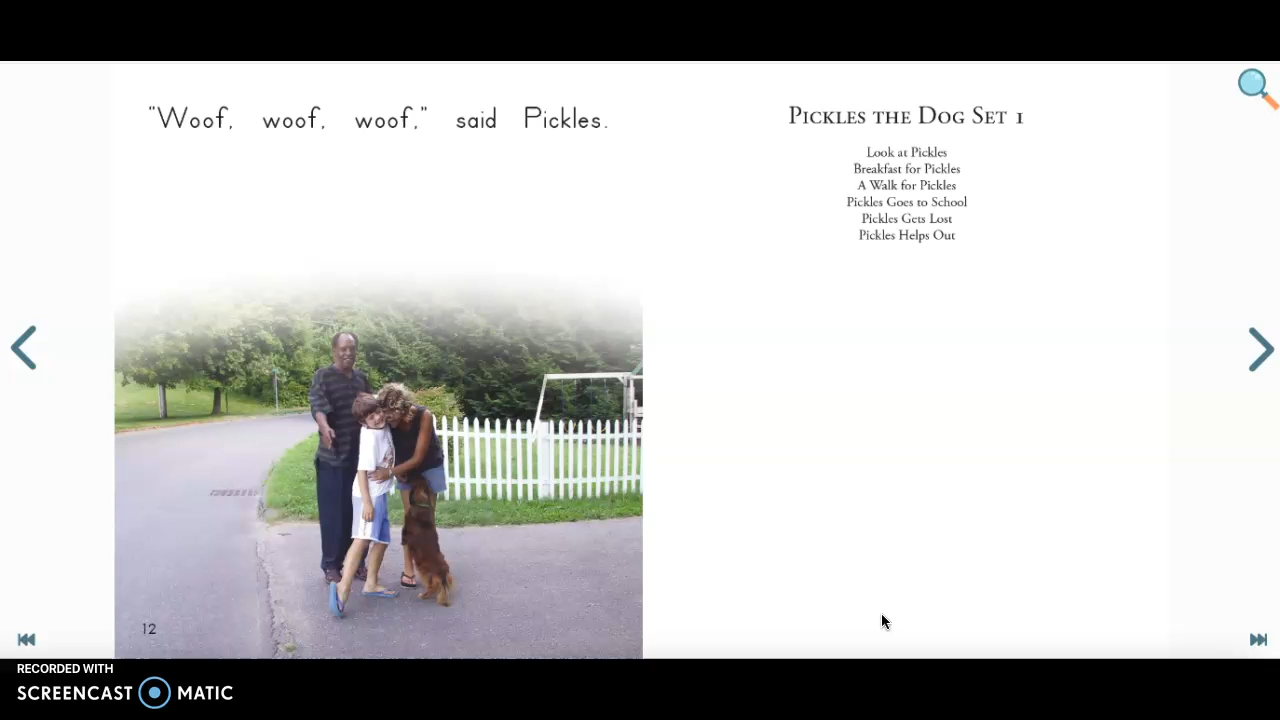 "Woof, woof, woof," said Pickles.
12
Pickles the Dog Set 1
Look at Pickles
Breakfast for Pickles
A Walk for Pickles
Pickles Goes to School
Pickles Gets Lost
Pickles Helps Out
RECORDED WITH
SCREENCAST MATIC